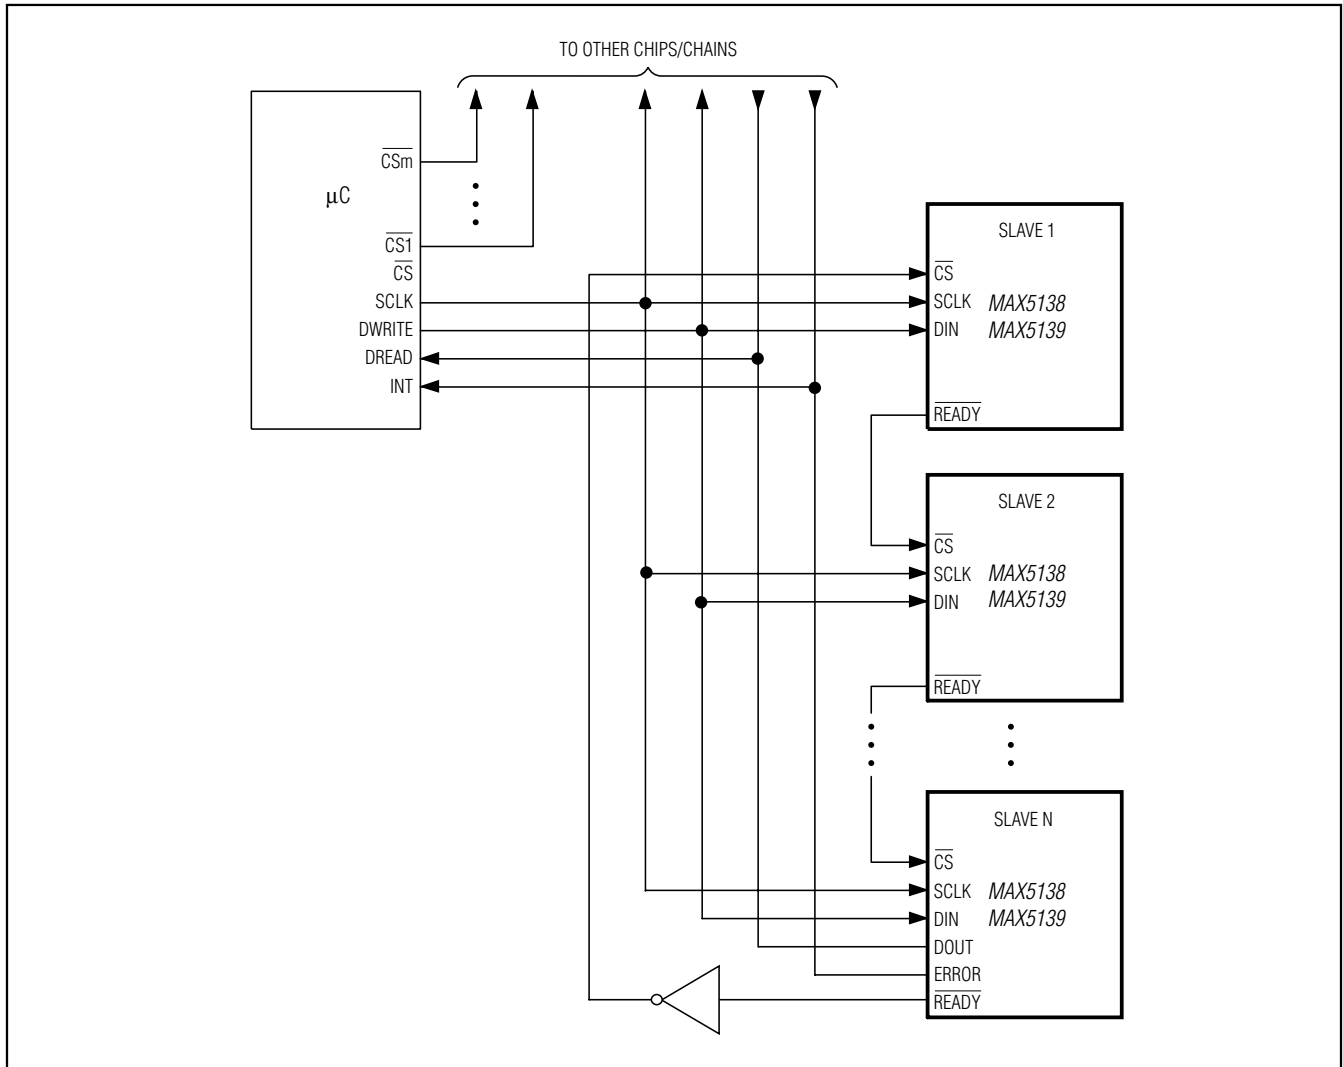 TO OTHER CHIPS/CHAINS
CSm
μC
CS1
CS
SCLK
DWRITE
DREAD
INT
SLAVE 1
CS
SCLK MAX5138
DIN MAX5139
READY
SLAVE 2
CS
SCLK MAX5138
DIN MAX5139
READY
SLAVE N
CS
SCLK MAX5138
DIN MAX5139
DOUT
ERROR
READY